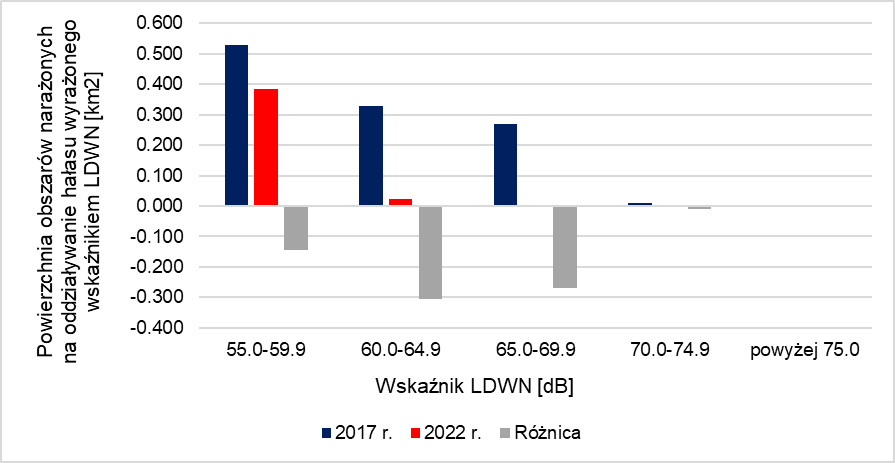 Powierzchnia obszarów narażonych
na oddziaływanie hałasu wyrażonego
wskaźnikiem LDWN [km2]
0.600
0.500
0.400
0.300
0.200
0.100
0.000
-0.100
-0.200
-0.300
-0.400
55.0-59.9 60.0-64.9 65.0-69.9 70.0-74.9 powyżej 75.0
Wskaźnik LDWN [dB]
2017 r. 2022 r. Różnica